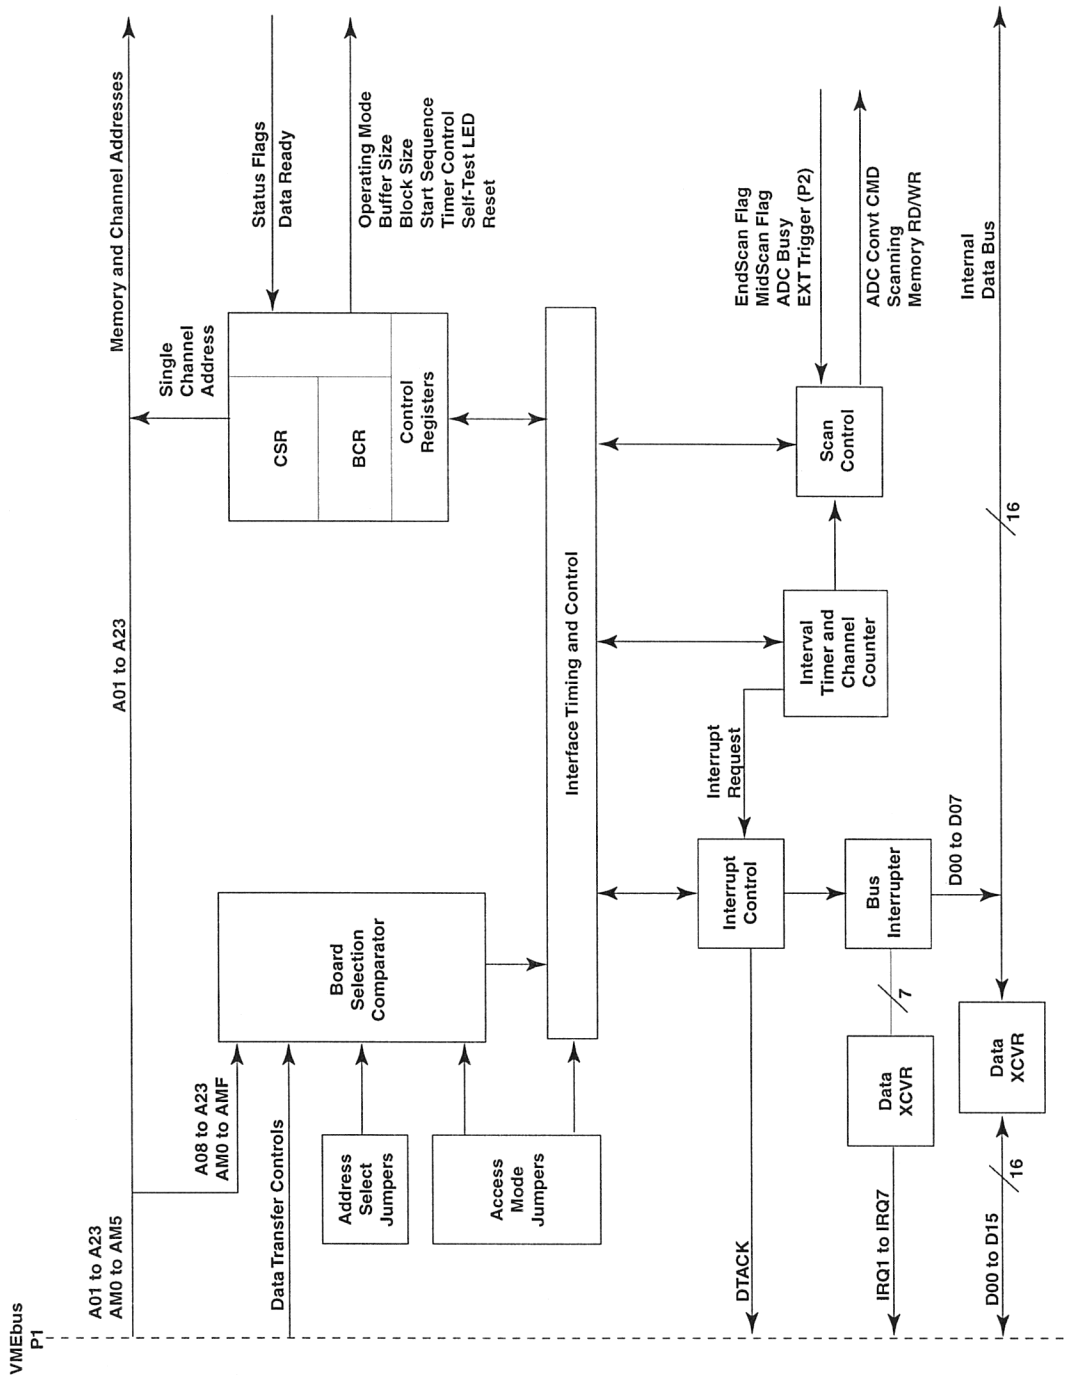 VMEbus
P1
A01 to A23
AM0 to AM5
A01 to A23
Memory and Channel Addresses
A08 to A23
AM0 to AMF
Single
Channel
Address
Status Flags
Data Ready
Data Transfer Controls
Board
Selection
Comparator
CSR
BCR
Control
Registers
Operating Mode
Buffer Size
Block Size
Start Sequence
Timer Control
Self-Test LED
Reset
Address
Select
Jumpers
Access
Mode
Jumpers
Interface Timing and Control
DTACK
Interrupt
Control
Interrupt
Request
Interval
Timer and
Channel
Counter
Scan
Control
EndScan Flag
MidScan Flag
ADC Busy
EXT Trigger (P2)
ADC Convt CMD
Scanning
Memory RD/WR
IRQ1 to IRQ7
Data
XCVR
7
Bus
Interrupter
D00 to D07
Internal
Data Bus
D00 to D15
16
Data
XCVR
16